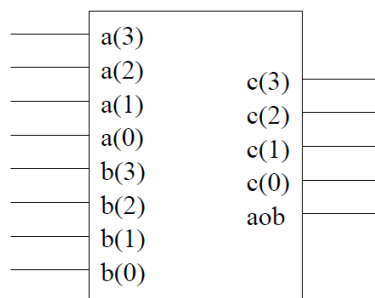 a(3)
a(2)
a(1)
a(0)
b(3)
b(2)
b(1)
b(0)
c(3)
c(2)
c(1)
c(0)
aob